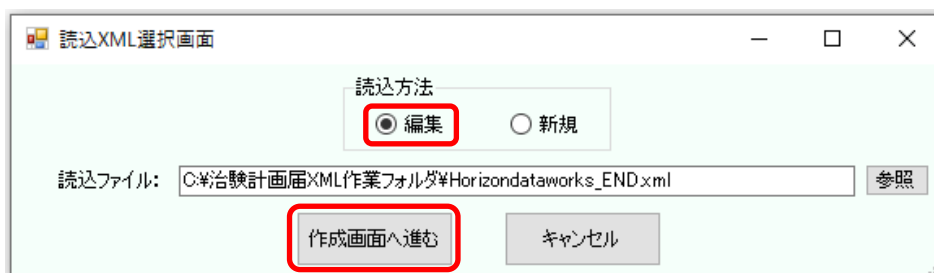 読込XML選択画面
読込方法
編集 新規
読込ファイル: C:¥治験計画届XML作業フォルダ¥Horizondataworks_END.xml 参照
作成画面へ進む キャンセル